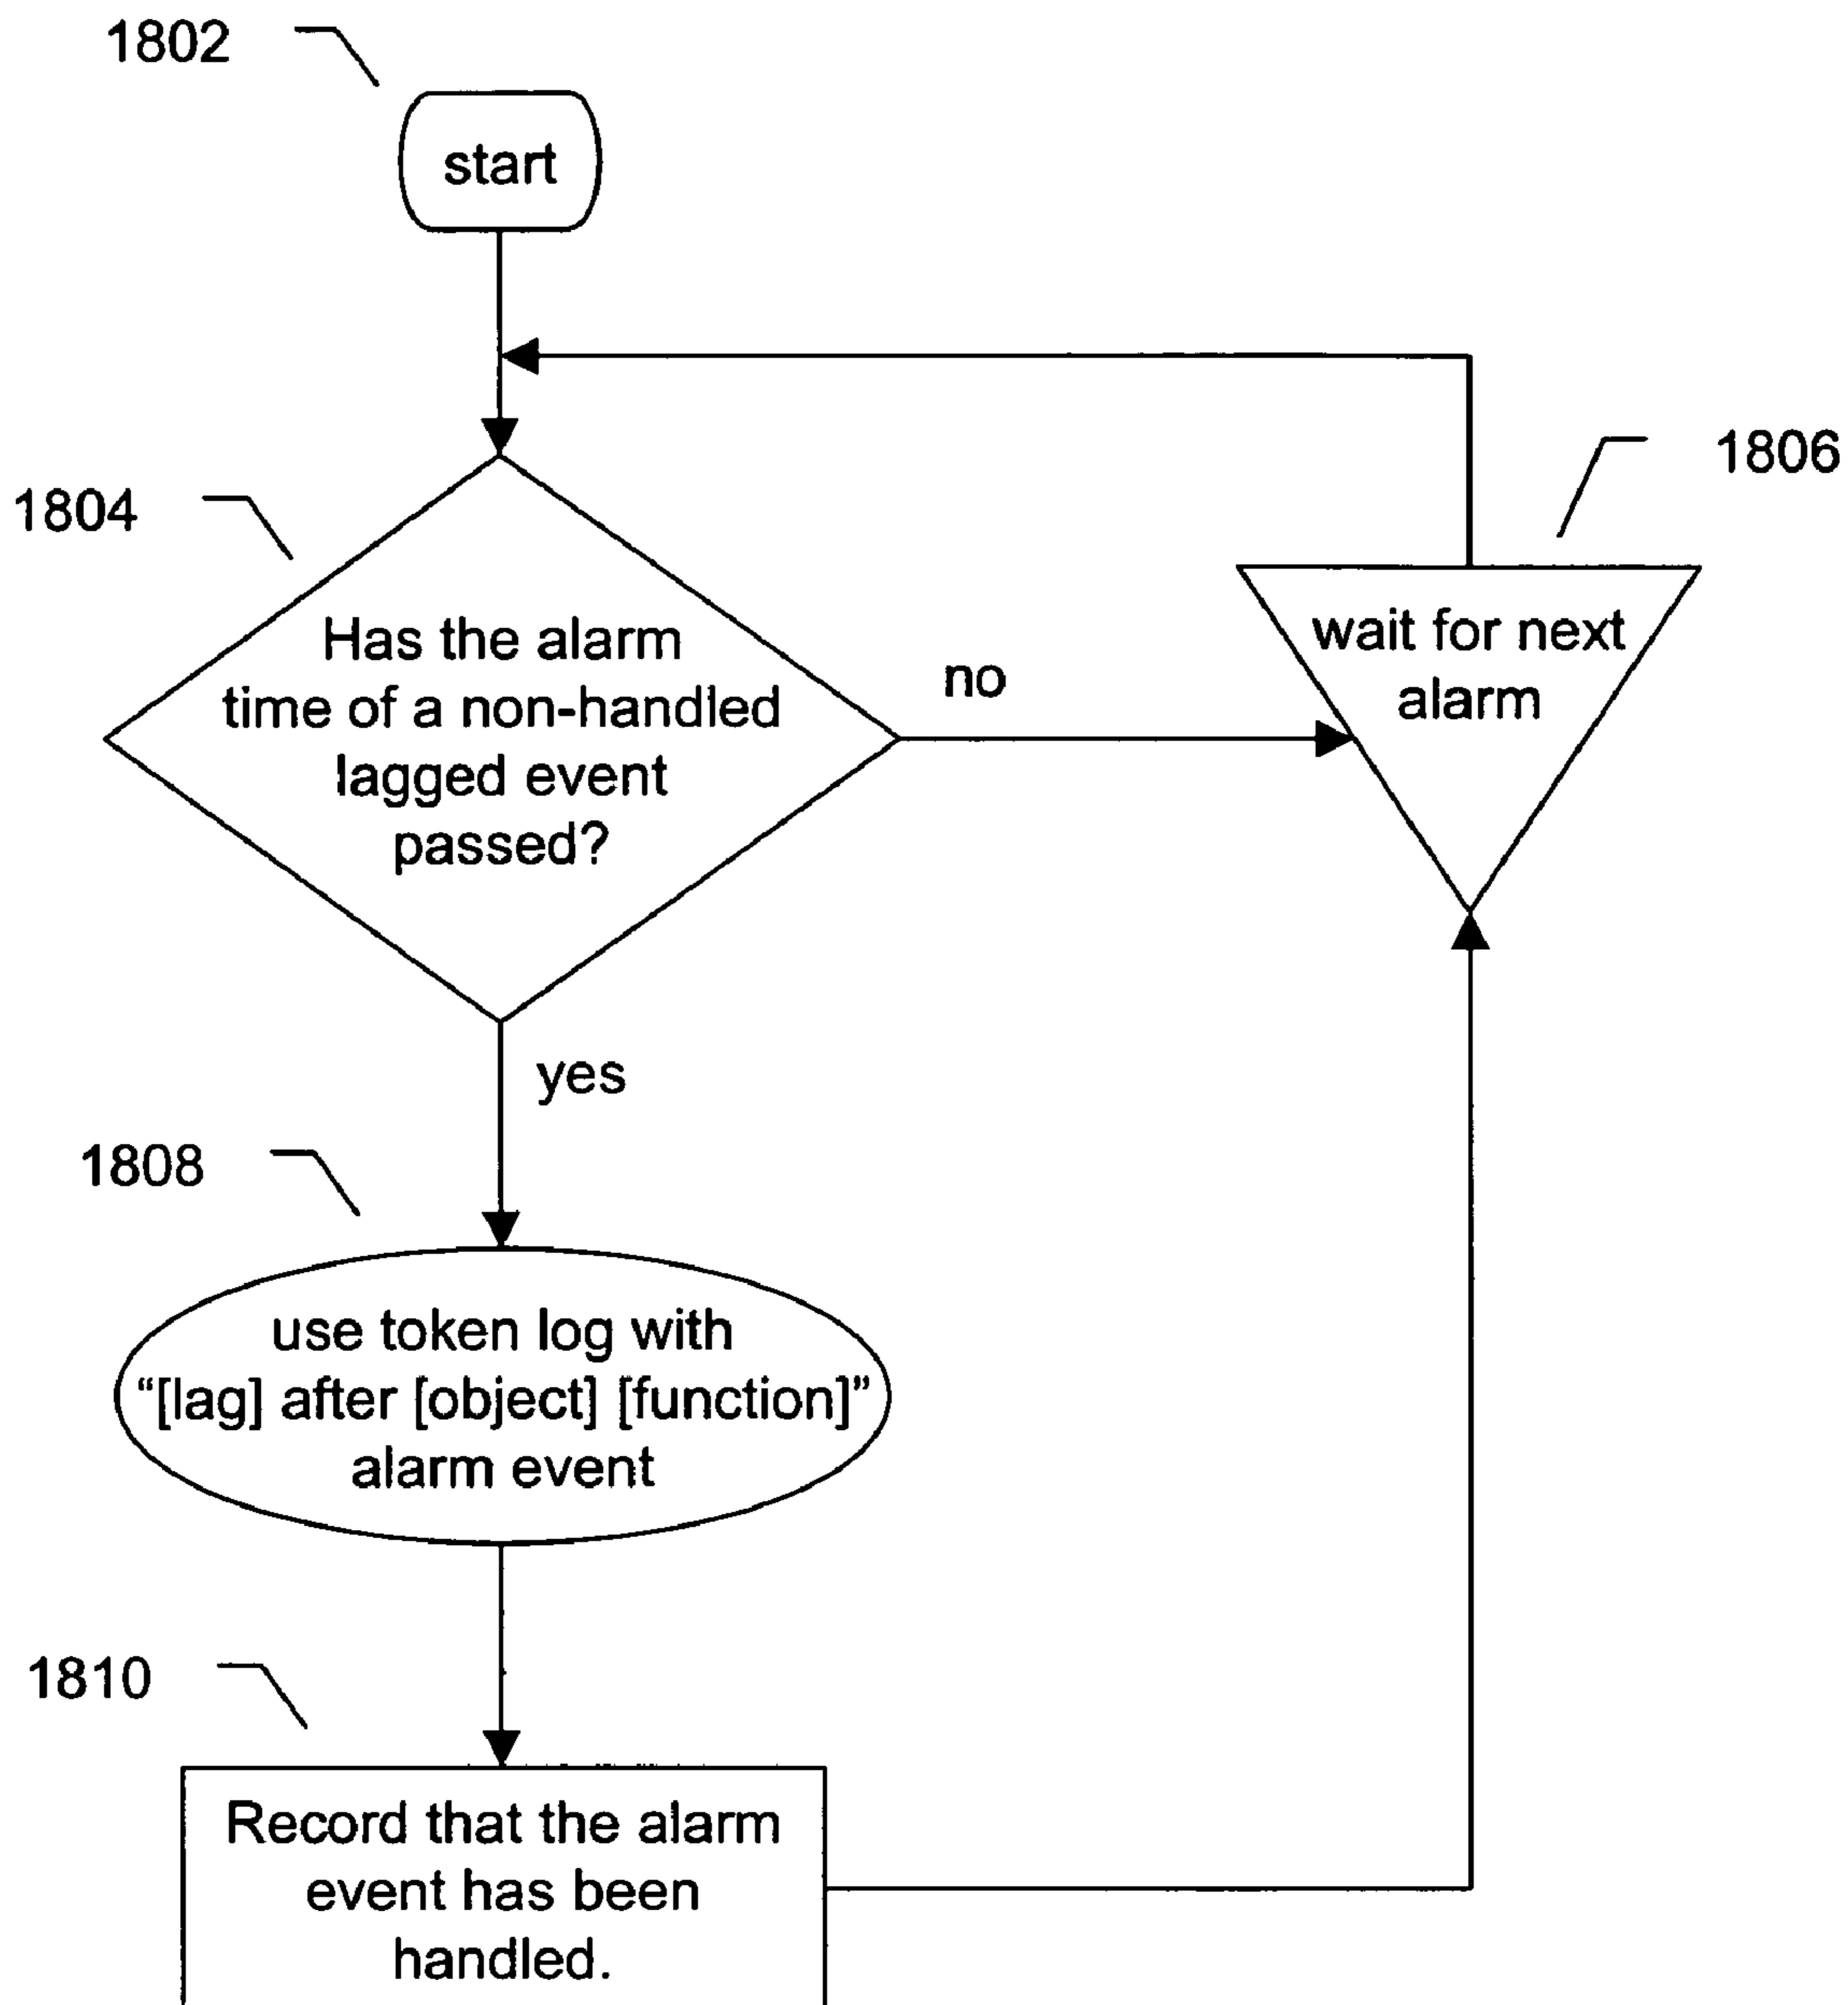 1802
start
1804
1806
Has the alarm
time of a non-handled
lagged event
passed?
no
wait for next
alarm
yes
1808
use token log with
“[lag] after [object] [function]”
alarm event
1810
Record that the alarm
event has been
handled.